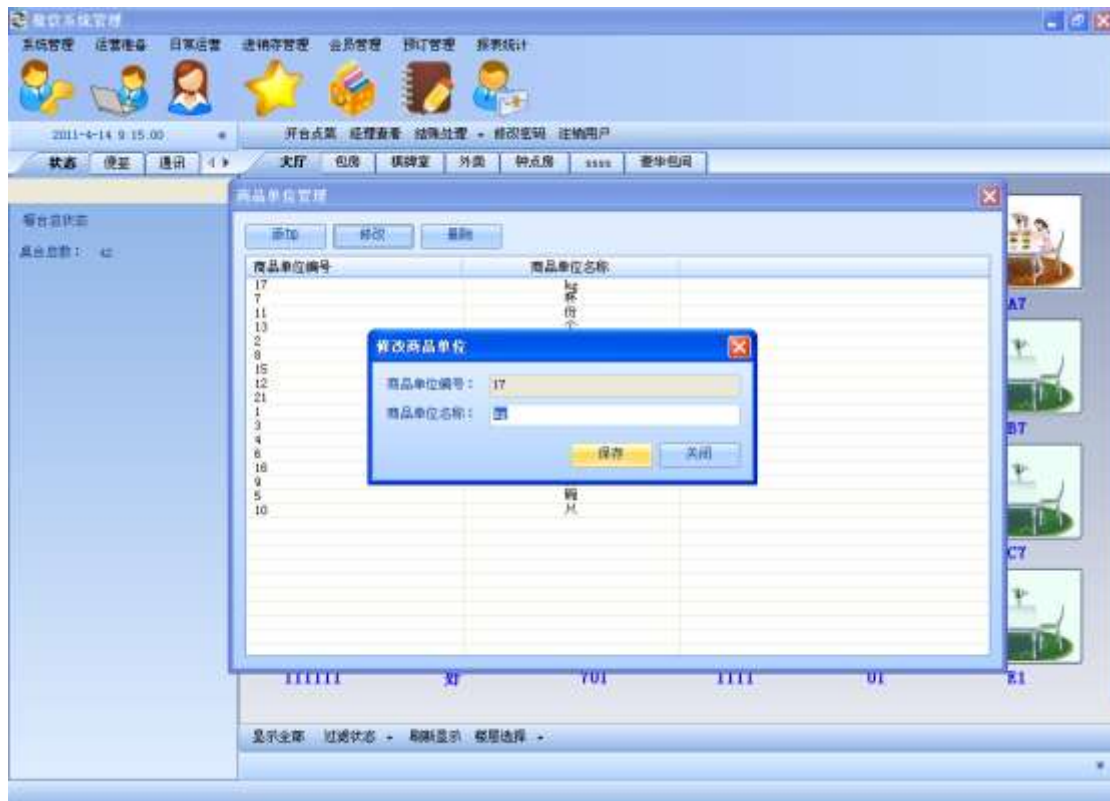 餐饮系统管理
系统管理 运营准备 日常运营 进销存管理 会员管理 预订管理 报表统计
2011-4-14 9 15.00
开台点菜 经理查看 结账处理 修改密码 注销用户
状态 便签 通讯
大厅 包房 棋牌室 外卖 钟点房 ssss 豪华包间
商品单位管理
餐台总状态
桌台总数： 42
添加 修改 删除
商品单位编号 商品单位名称
17 kg
7 杯
11 份
13 个
2
8
15
12
21
1
3
4
6
16
9
5 碗
10 只
修改商品单位
商品单位编号： 17
商品单位名称：
保存 关闭
A7
B7
C7
111111 好 701 1111 01 E1
显示全部 过滤状态 刷新显示 楼层选择